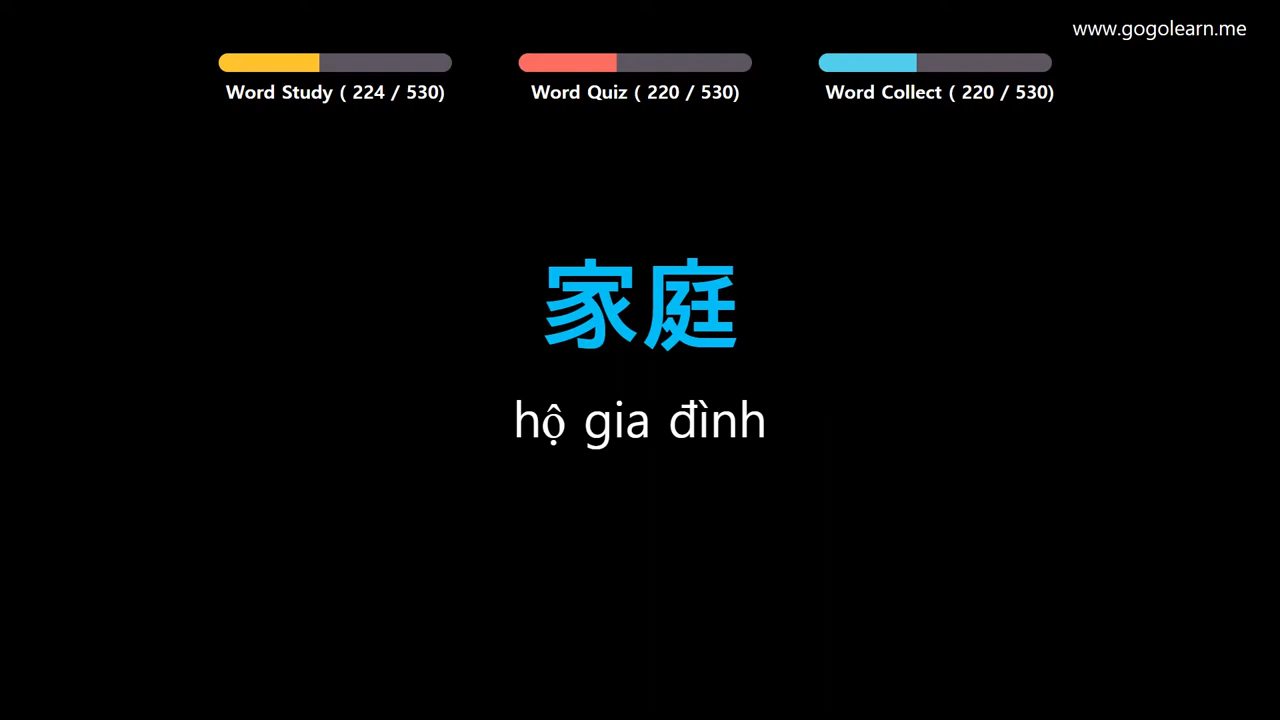 www.gogolearn.me
Word Study ( 224 / 530)
Word Quiz ( 220 / 530)
Word Collect ( 220 / 530)
家庭
hộ gia đình